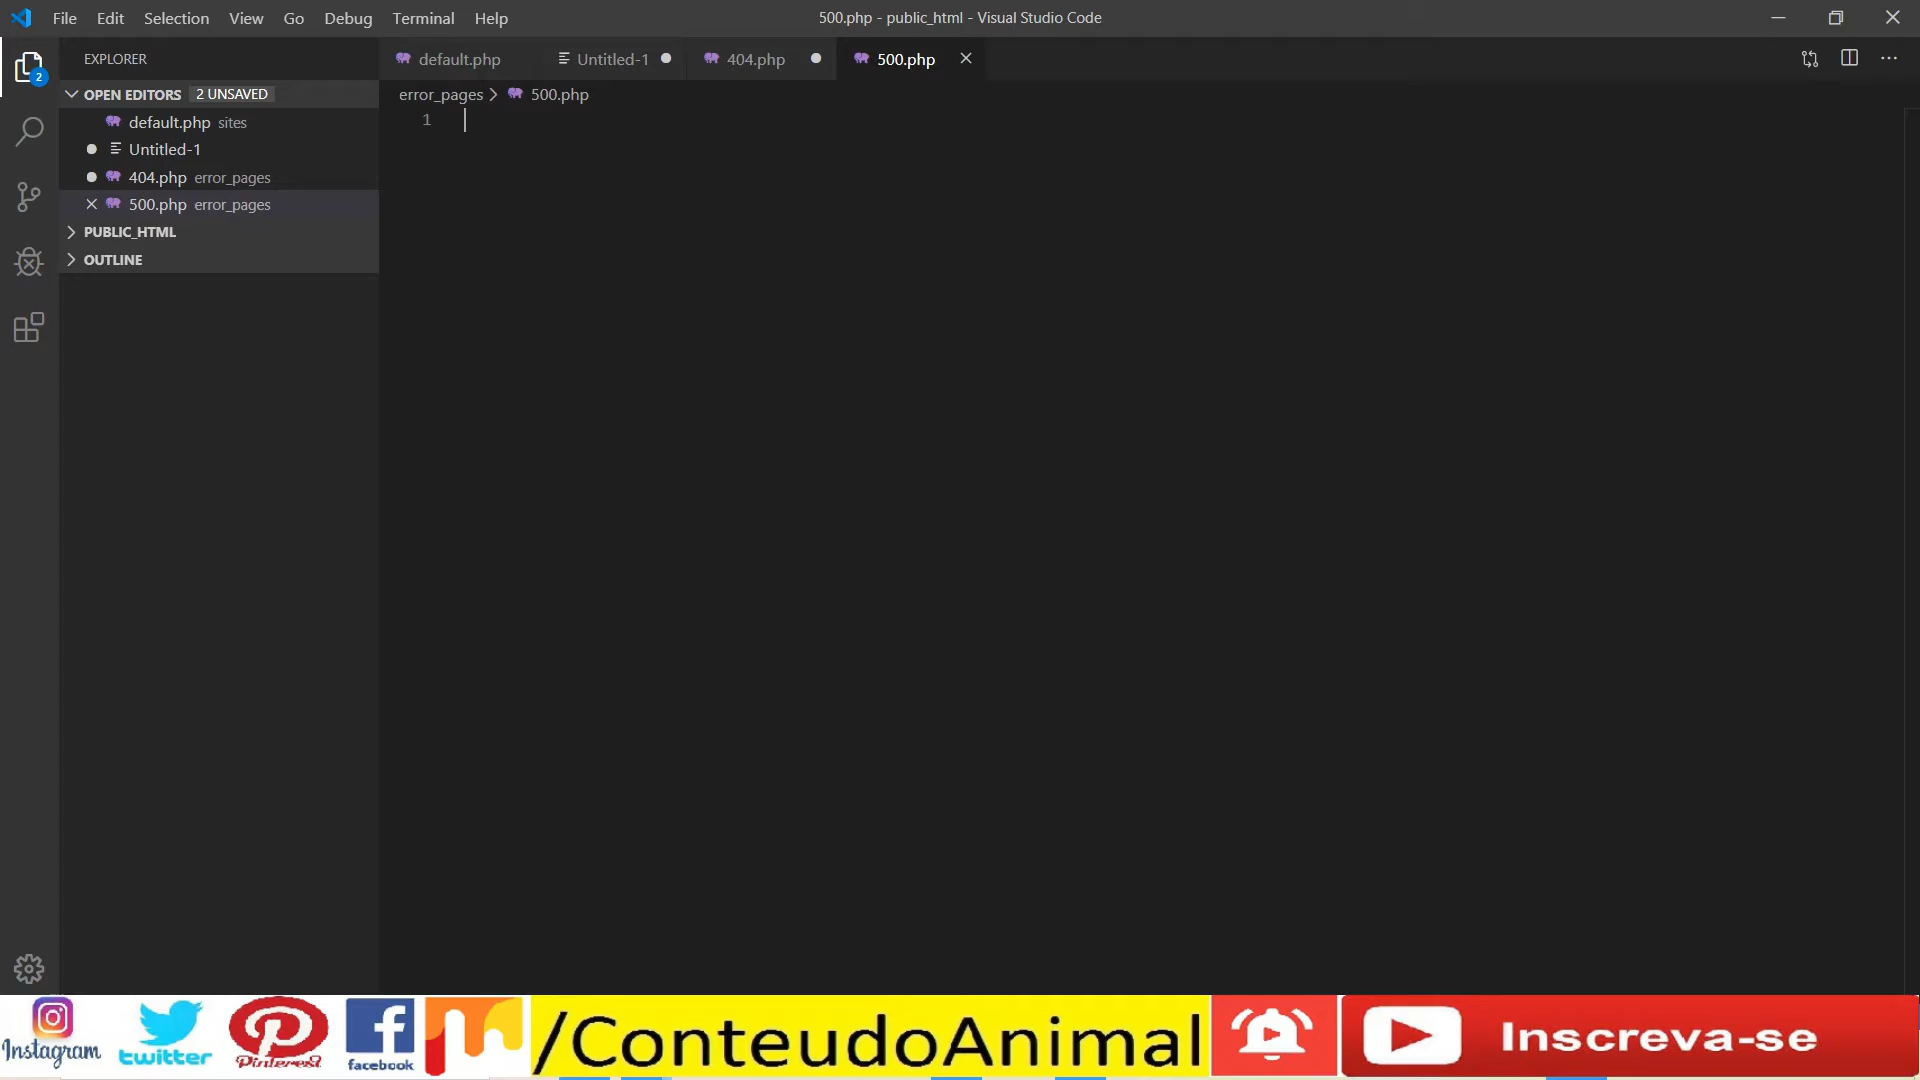 File Edit Selection View Go Debug Terminal Help
500.php - public_html - Visual Studio Code
EXPLORER
default.php
Untitled-1
404.php
500.php
OPEN EDITORS 2 UNSAVED
error_pages
500.php
default.php sites
1
Untitled-1
404.php error_pages
500.php error_pages
PUBLIC_HTML
OUTLINE
2
Instagram
twitter
Pinterest
facebook
/ConteudoAnimal
Inscreva-se